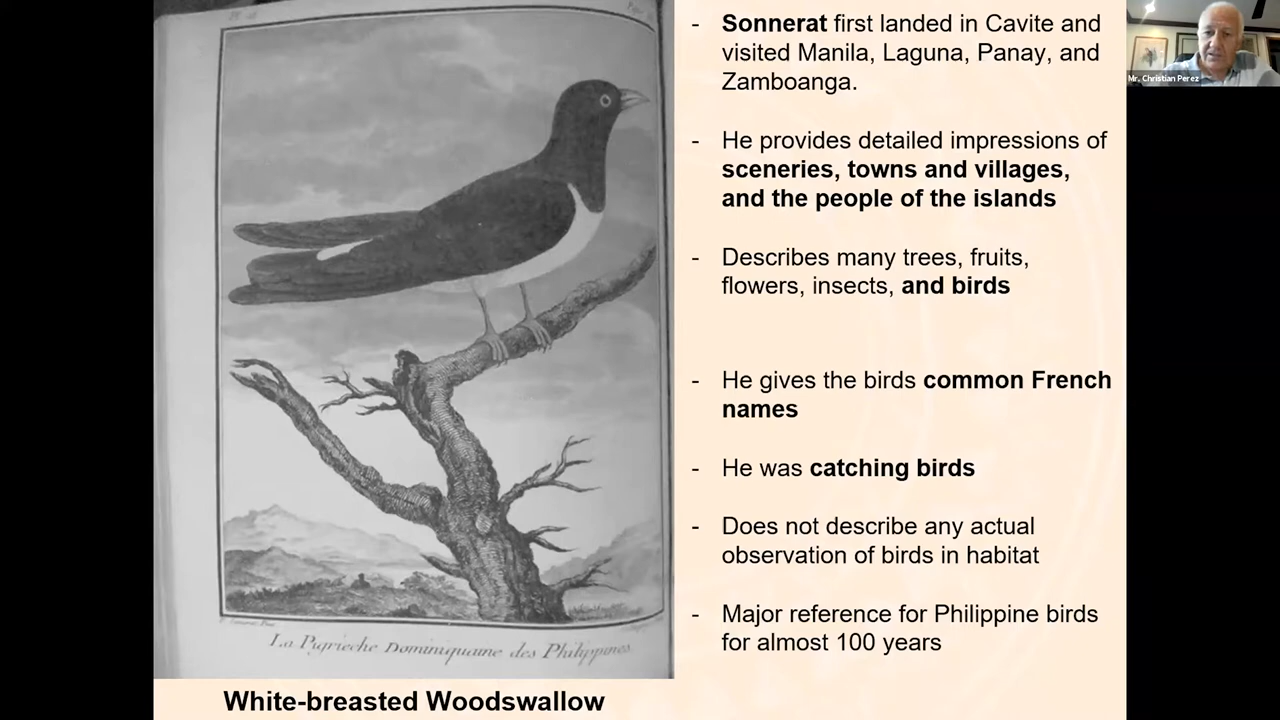 La Pigrieche Dominiquaine des Philippines
White-breasted Woodswallow
- Sonnerat first landed in Cavite and
visited Manila, Laguna, Panay, and
Zamboanga.
- He provides detailed impressions of
sceneries, towns and villages,
and the people of the islands
- Describes many trees, fruits,
flowers, insects, and birds
- He gives the birds common French
names
- He was catching birds
- Does not describe any actual
observation of birds in habitat
- Major reference for Philippine birds
for almost 100 years
Mr. Christian Perez